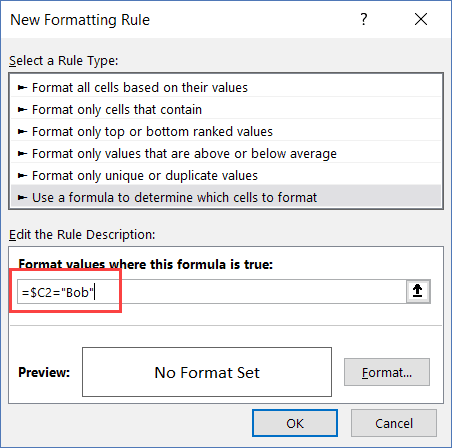 New Formatting Rule ?
Select a Rule Type:
► Format all cells based on their values
► Format only cells that contain
► Format only top or bottom ranked values
► Format only values that are above or below average
► Format only unique or duplicate values
► Use a formula to determine which cells to format
Edit the Rule Description:
Format values where this formula is true:
=$C2="Bob"
Preview: No Format Set Format...
OK Cancel